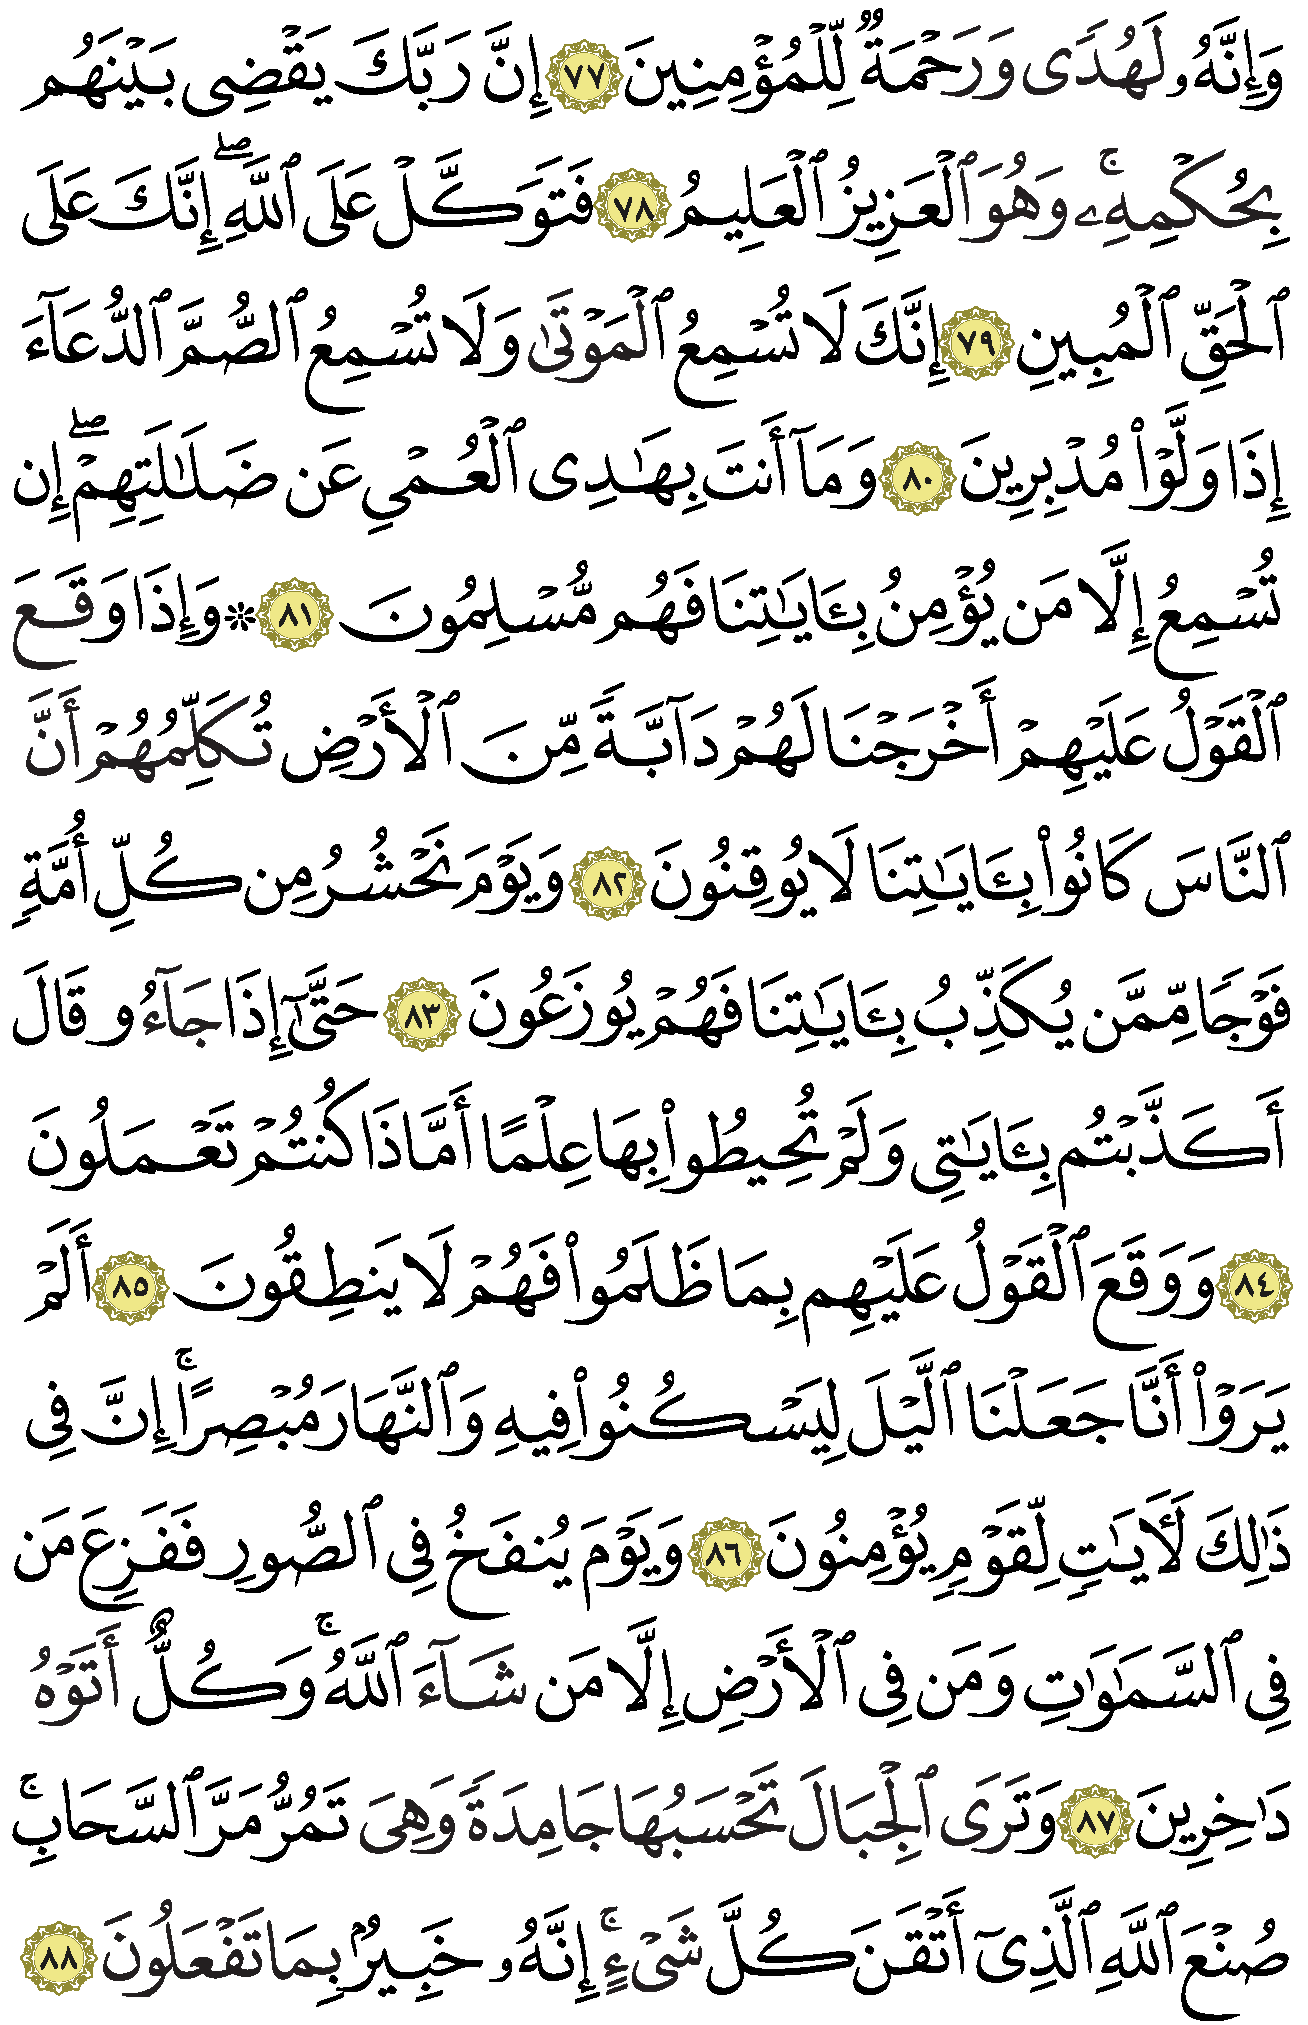 وَإِنَّهُۥ لَهُدًى وَرَحْمَةٌ لِّلْمُؤْمِنِينَ ٧٧ إِنَّ رَبَّكَ يَقْضِى بَيْنَهُم
بِحُكْمِهِۦۚ وَهُوَ ٱلْعَزِيزُ ٱلْعَلِيمُ ٧٨ فَتَوَكَّلْ عَلَى ٱللَّهِۖ إِنَّكَ عَلَى
ٱلْحَقِّ ٱلْمُبِينِ ٧٩ إِنَّكَ لَا تُسْمِعُ ٱلْمَوْتَىٰ وَلَا تُسْمِعُ ٱلصُّمَّ ٱلدُّعَآءَ
إِذَا وَلَّوْا۟ مُدْبِرِينَ ٨٠ وَمَآ أَنتَ بِهَـٰدِى ٱلْعُمْىِ عَن ضَلَـٰلَتِهِمْۖ إِن
تُسْمِعُ إِلَّا مَن يُؤْمِنُ بِـَٔايَـٰتِنَا فَهُم مُّسْلِمُونَ ٨١ ۞ وَإِذَا وَقَعَ
ٱلْقَوْلُ عَلَيْهِمْ أَخْرَجْنَا لَهُمْ دَآبَّةً مِّنَ ٱلْأَرْضِ تُكَلِّمُهُمْ أَنَّ
ٱلنَّاسَ كَانُوا۟ بِـَٔايَـٰتِنَا لَا يُوقِنُونَ ٨٢ وَيَوْمَ نَحْشُرُ مِن كُلِّ أُمَّةٍ
فَوْجًا مِّمَّن يُكَذِّبُ بِـَٔايَـٰتِنَا فَهُمْ يُوزَعُونَ ٨٣ حَتَّىٰٓ إِذَا جَآءُو قَالَ
أَكَذَّبْتُم بِـَٔايَـٰتِى وَلَمْ تُحِيطُوا۟ بِهَا عِلْمًا أَمَّاذَا كُنتُمْ تَعْمَلُونَ
٨٤ وَوَقَعَ ٱلْقَوْلُ عَلَيْهِم بِمَا ظَلَمُوا۟ فَهُمْ لَا يَنطِقُونَ ٨٥ أَلَمْ
يَرَوْا۟ أَنَّا جَعَلْنَا ٱلَّيْلَ لِيَسْكُنُوا۟ فِيهِ وَٱلنَّهَارَ مُبْصِرًاۚ إِنَّ فِى
ذَٰلِكَ لَـَٔايَـٰتٍ لِّقَوْمٍ يُؤْمِنُونَ ٨٦ وَيَوْمَ يُنفَخُ فِى ٱلصُّورِ فَفَزِعَ مَن
فِى ٱلسَّمَـٰوَٰتِ وَمَن فِى ٱلْأَرْضِ إِلَّا مَن شَآءَ ٱللَّهُۚ وَكُلٌّ أَتَوْهُ
دَٰخِرِينَ ٨٧ وَتَرَى ٱلْجِبَالَ تَحْسَبُهَا جَامِدَةً وَهِىَ تَمُرُّ مَرَّ ٱلسَّحَابِۚ
صُنْعَ ٱللَّهِ ٱلَّذِىٓ أَتْقَنَ كُلَّ شَىْءٍۚ إِنَّهُۥ خَبِيرٌۢ بِمَا تَفْعَلُونَ ٨٨